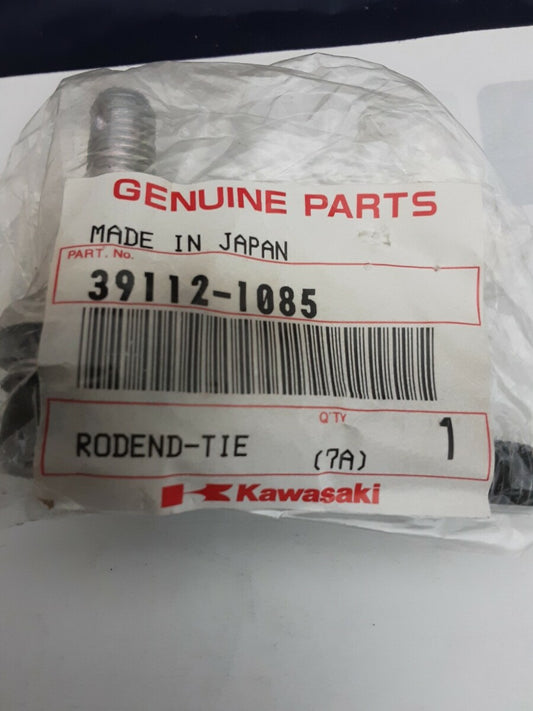 GENUINE PARTS
MADE IN JAPAN
PART. No.
39112-1085
Q'TY
RODEND-TIE (7A) 1
Kawasaki